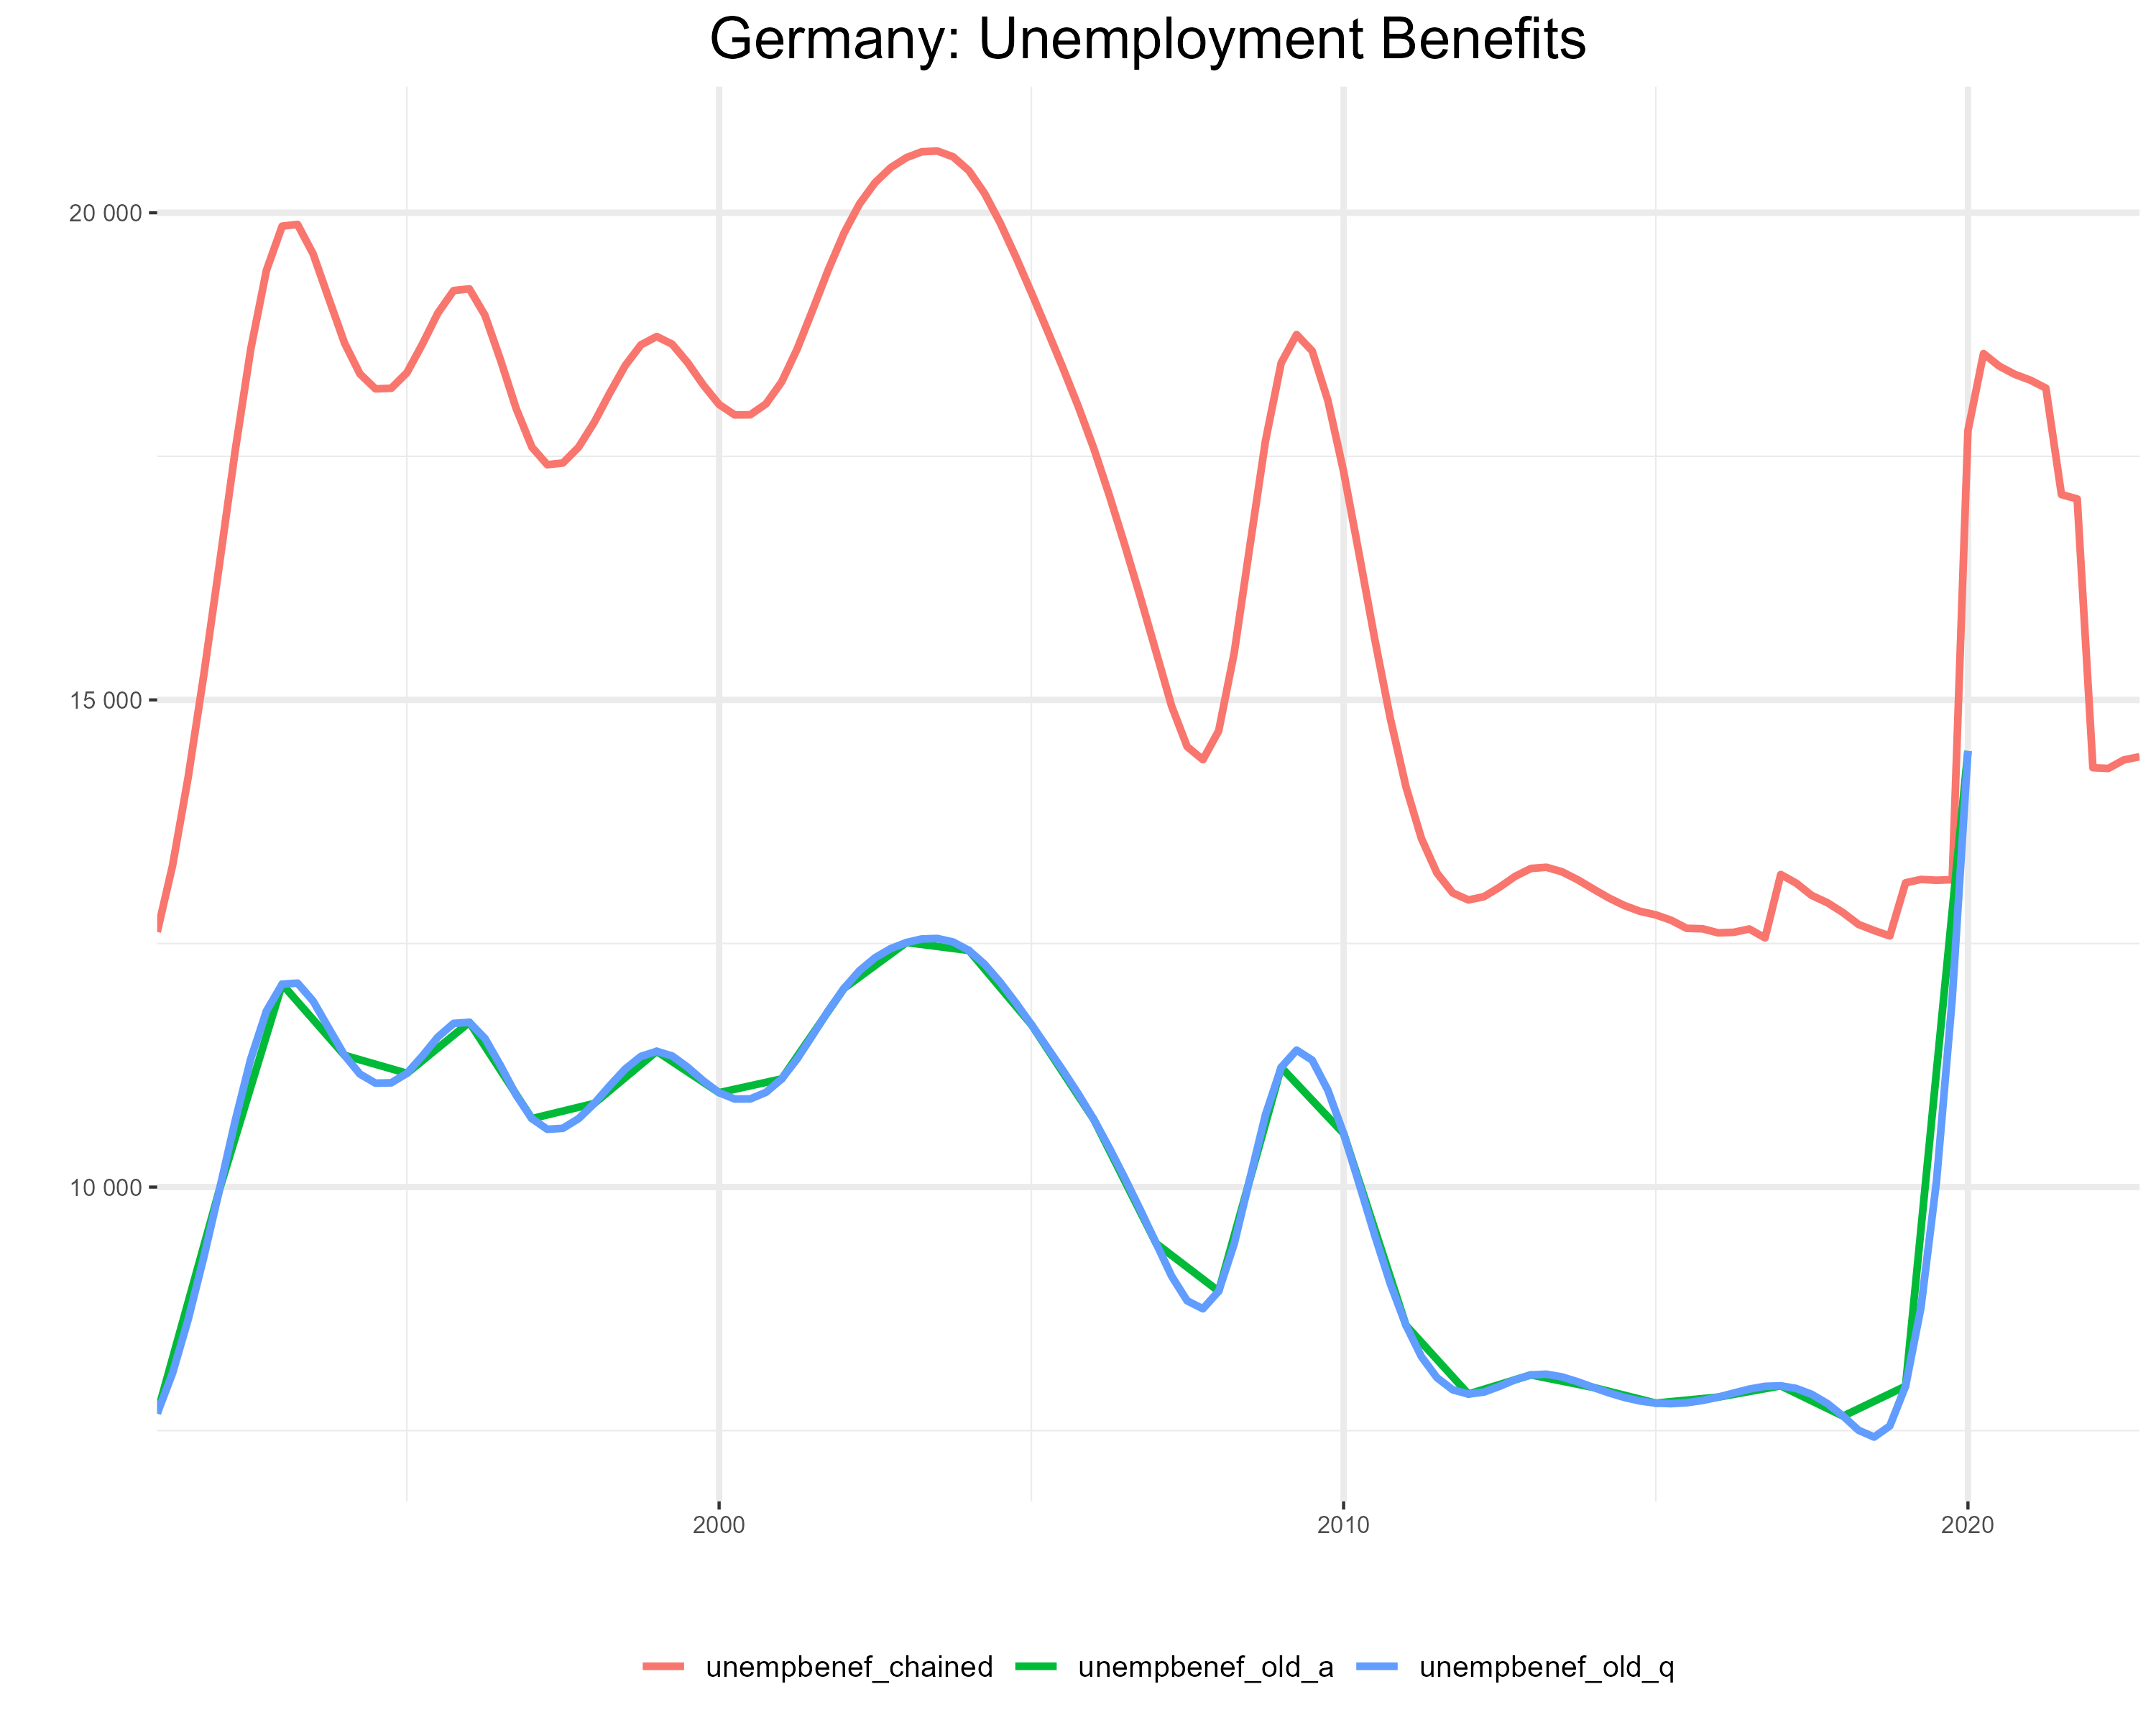 Germany: Unemployment Benefits
20 000
15 000
10 000
2000
2010
2020
unempbenef_chained
unempbenef_old_a
unempbenef_old_q